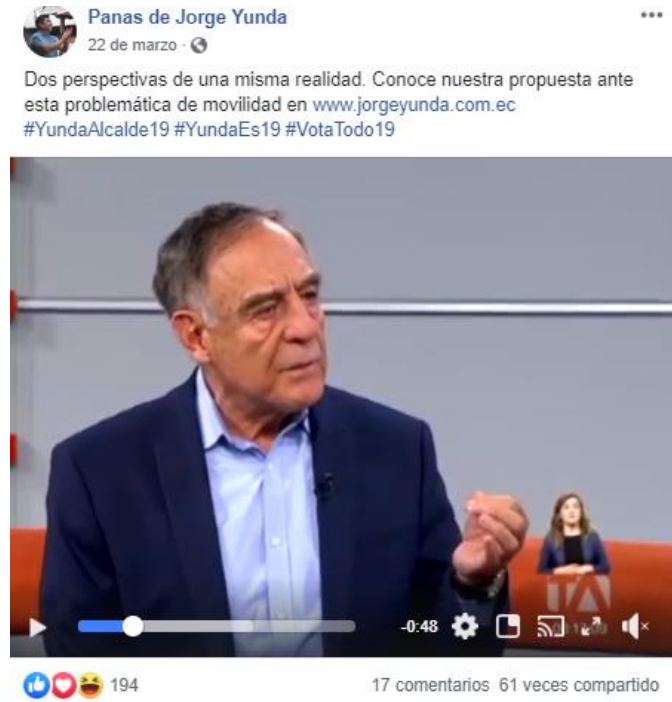 Panas de Jorge Yunda
22 de marzo ·
Dos perspectivas de una misma realidad. Conoce nuestra propuesta ante
esta problemática de movilidad en www.jorgeyunda.com.ec
#YundaAlcalde19 #YundaEs19 #VotaTodo19
TA
-0:48
194
17 comentarios 61 veces compartido